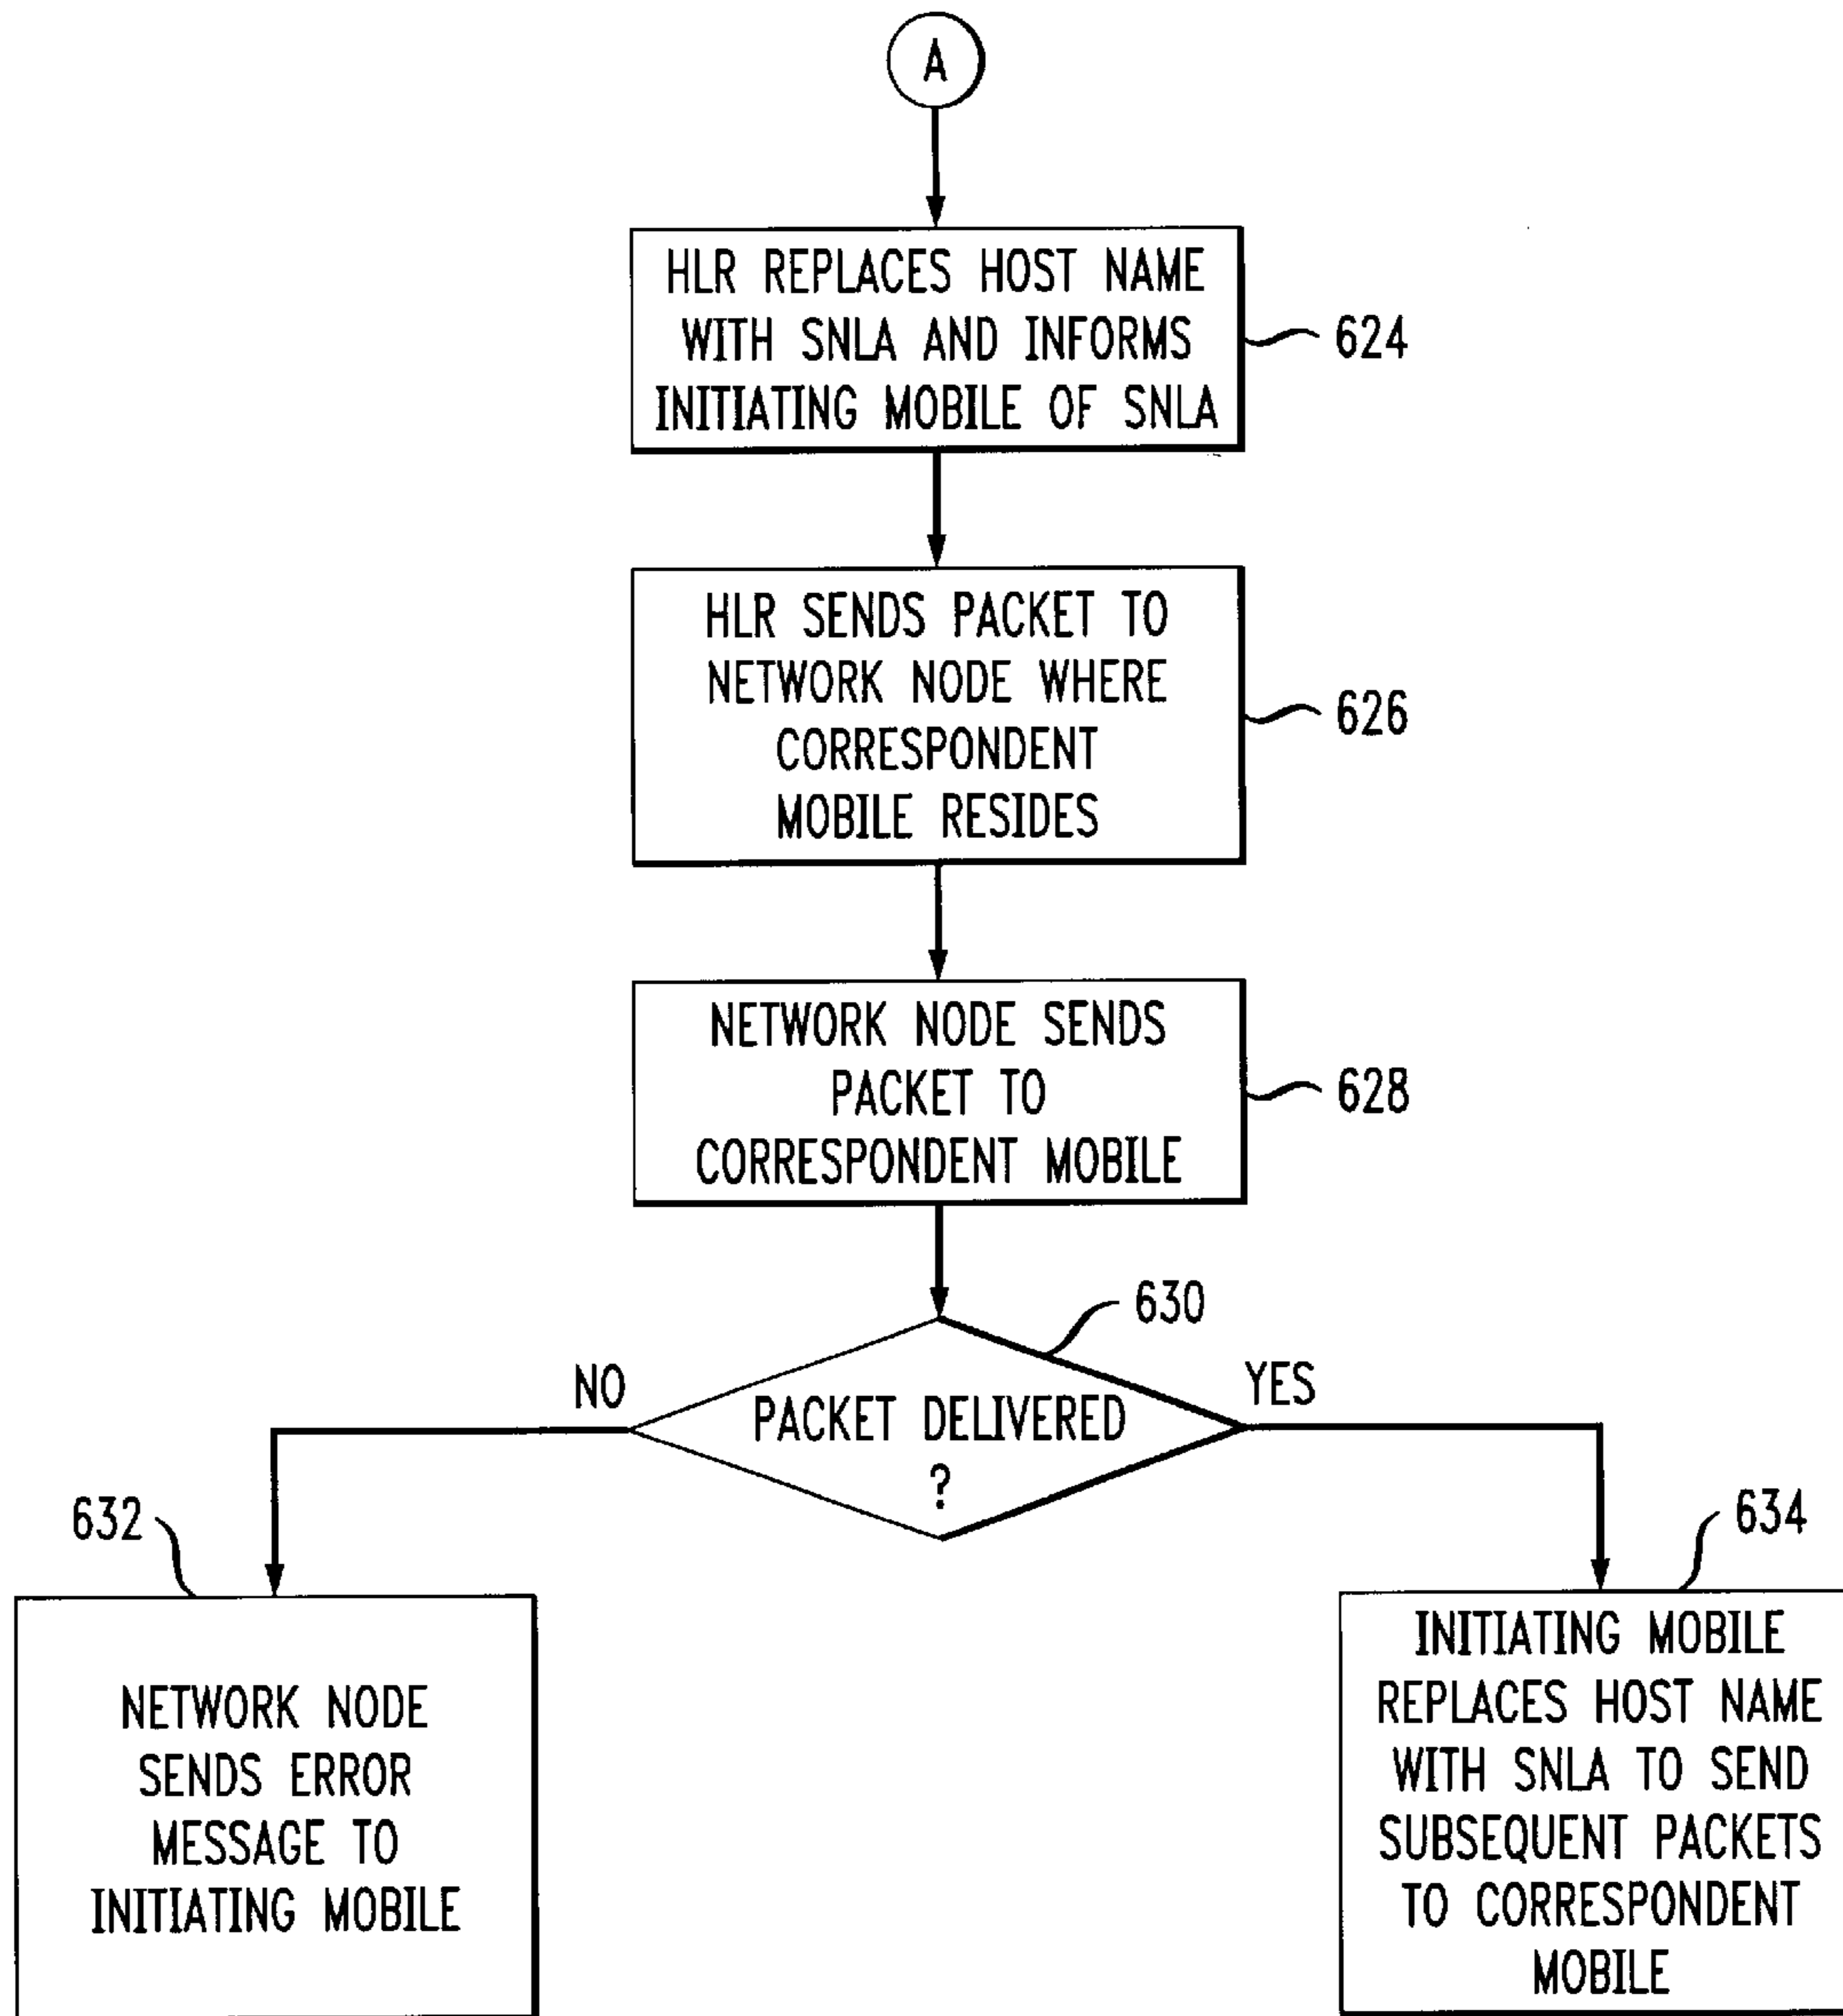 A
HLR REPLACES HOST NAME
WITH SNLA AND INFORMS
INITIATING MOBILE OF SNLA
624
HLR SENDS PACKET TO
NETWORK NODE WHERE
CORRESPONDENT
MOBILE RESIDES
626
NETWORK NODE SENDS
PACKET TO
CORRESPONDENT MOBILE
628
630
NO
PACKET DELIVERED
?
YES
632
NETWORK NODE
SENDS ERROR
MESSAGE TO
INITIATING MOBILE
634
INITIATING MOBILE
REPLACES HOST NAME
WITH SNLA TO SEND
SUBSEQUENT PACKETS
TO CORRESPONDENT
MOBILE